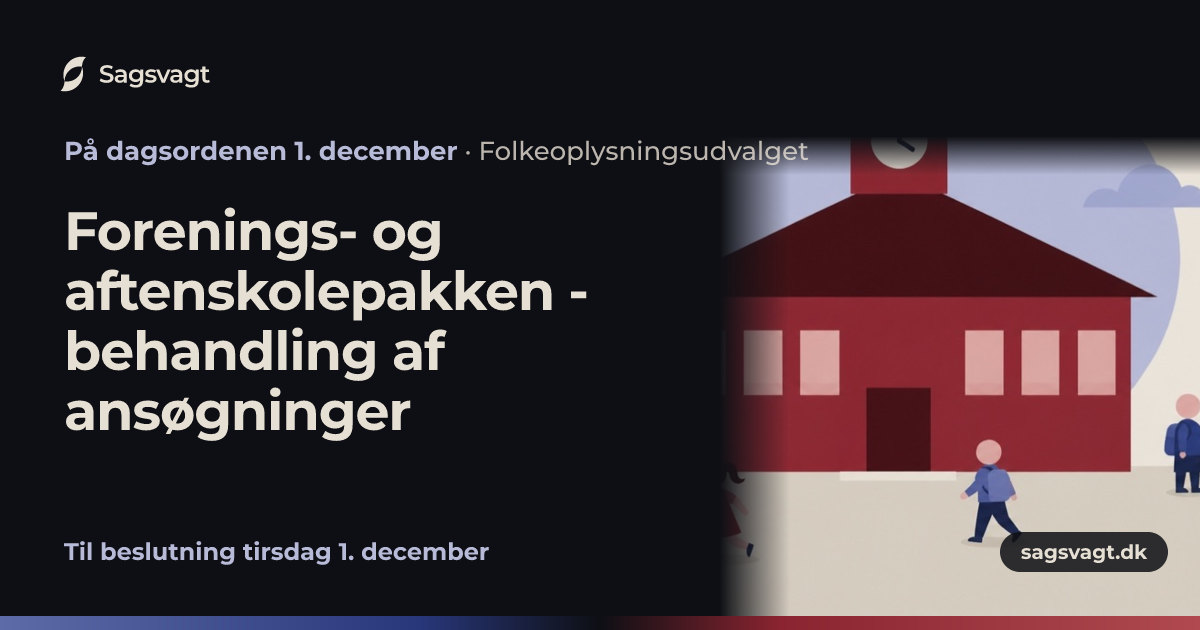 Sagsvagt
På dagsordenen 1. december · Folkeoplysningsudvalget
Forenings- og
aftenskolepakken -
behandling af
ansøgninger
Til beslutning tirsdag 1. december
sagsvagt.dk